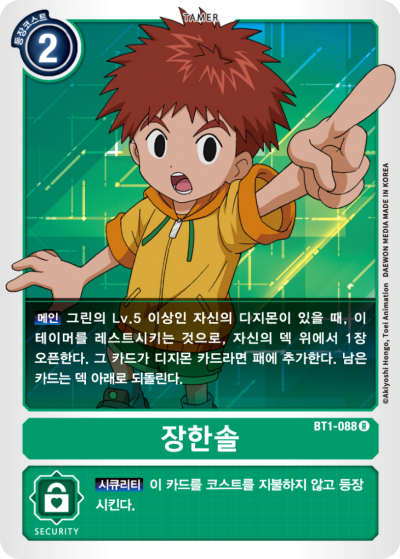 TAMER
등장코스트
2
메인 그린의 Lv.5 이상인 자신의 디지몬이 있을 때, 이
테이머를 레스트시키는 것으로, 자신의 덱 위에서 1장
오픈한다. 그 카드가 디지몬 카드라면 패에 추가한다. 남은
카드는 덱 아래로 되돌린다.
©Akiyoshi Hongo, Toei Animation DAEWON MEDIA MADE IN KOREA
BT1-088 R
장한솔
시큐리티 이 카드를 코스트를 지불하지 않고 등장
시킨다.
SECURITY